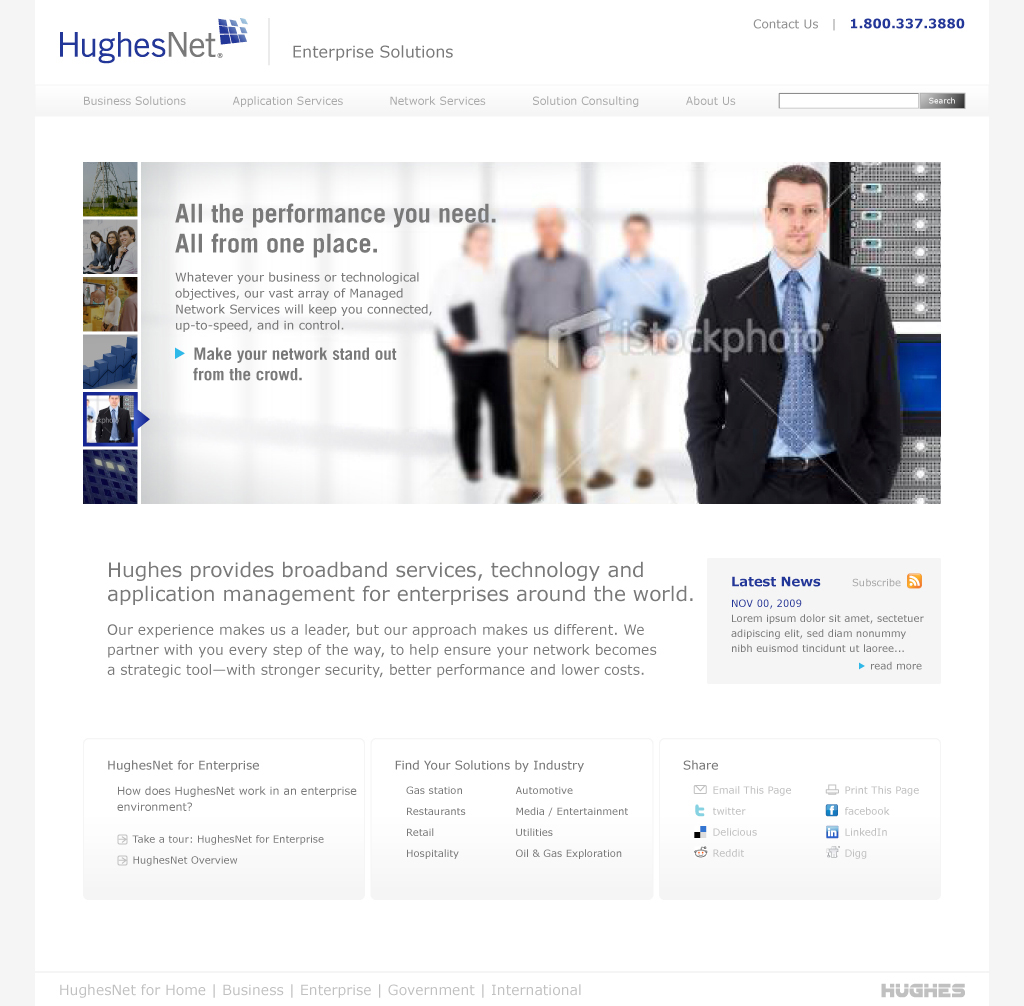 HughesNet®
Enterprise Solutions
Contact Us | 1.800.337.3880
Business Solutions
Application Services
Network Services
Solution Consulting
About Us
Search
All the performance you need.
All from one place.
Whatever your business or technological
objectives, our vast array of Managed
Network Services will keep you connected,
up-to-speed, and in control.
Make your network stand out
from the crowd.
iStockphoto®
Hughes provides broadband services, technology and
application management for enterprises around the world.
Our experience makes us a leader, but our approach makes us different. We
partner with you every step of the way, to help ensure your network becomes
a strategic tool—with stronger security, better performance and lower costs.
Latest News
Subscribe
NOV 00, 2009
Lorem ipsum dolor sit amet, sectetuer
adipiscing elit, sed diam nonummy
nibh euismod tincidunt ut laoree...
read more
HughesNet for Enterprise
How does HughesNet work in an enterprise
environment?
Take a tour: HughesNet for Enterprise
HughesNet Overview
Find Your Solutions by Industry
Gas station
Automotive
Restaurants
Media / Entertainment
Retail
Utilities
Hospitality
Oil & Gas Exploration
Share
Email This Page
Print This Page
twitter
facebook
Delicious
LinkedIn
Reddit
Digg
HughesNet for Home | Business | Enterprise | Government | International
HUGHES